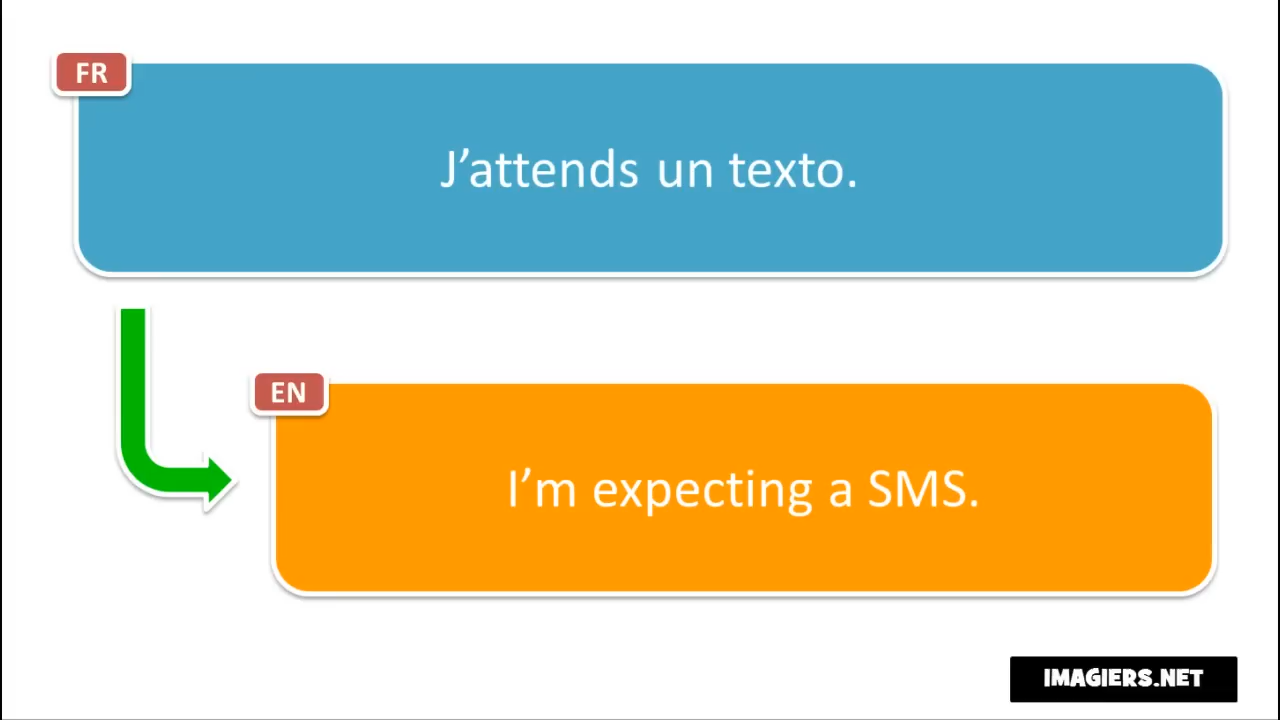 FR
J’attends un texto.
EN
I’m expecting a SMS.
IMAGIERS.NET